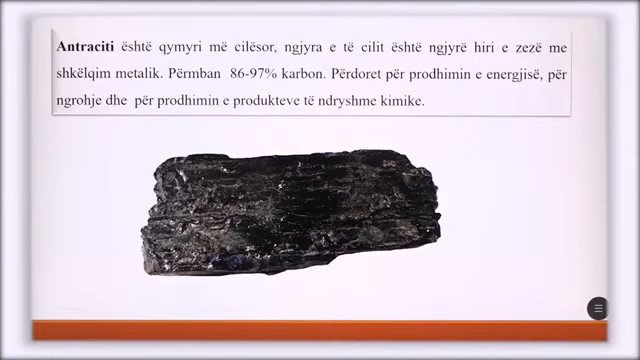 Antraciti është qymyri më cilësor, ngjyra e të cilit është ngjyrë hiri e zezë me
shkëlqim metalik. Përmban 86-97% karbon. Përdoret për prodhimin e energjisë, për
ngrohje dhe për prodhimin e produkteve të ndryshme kimike.